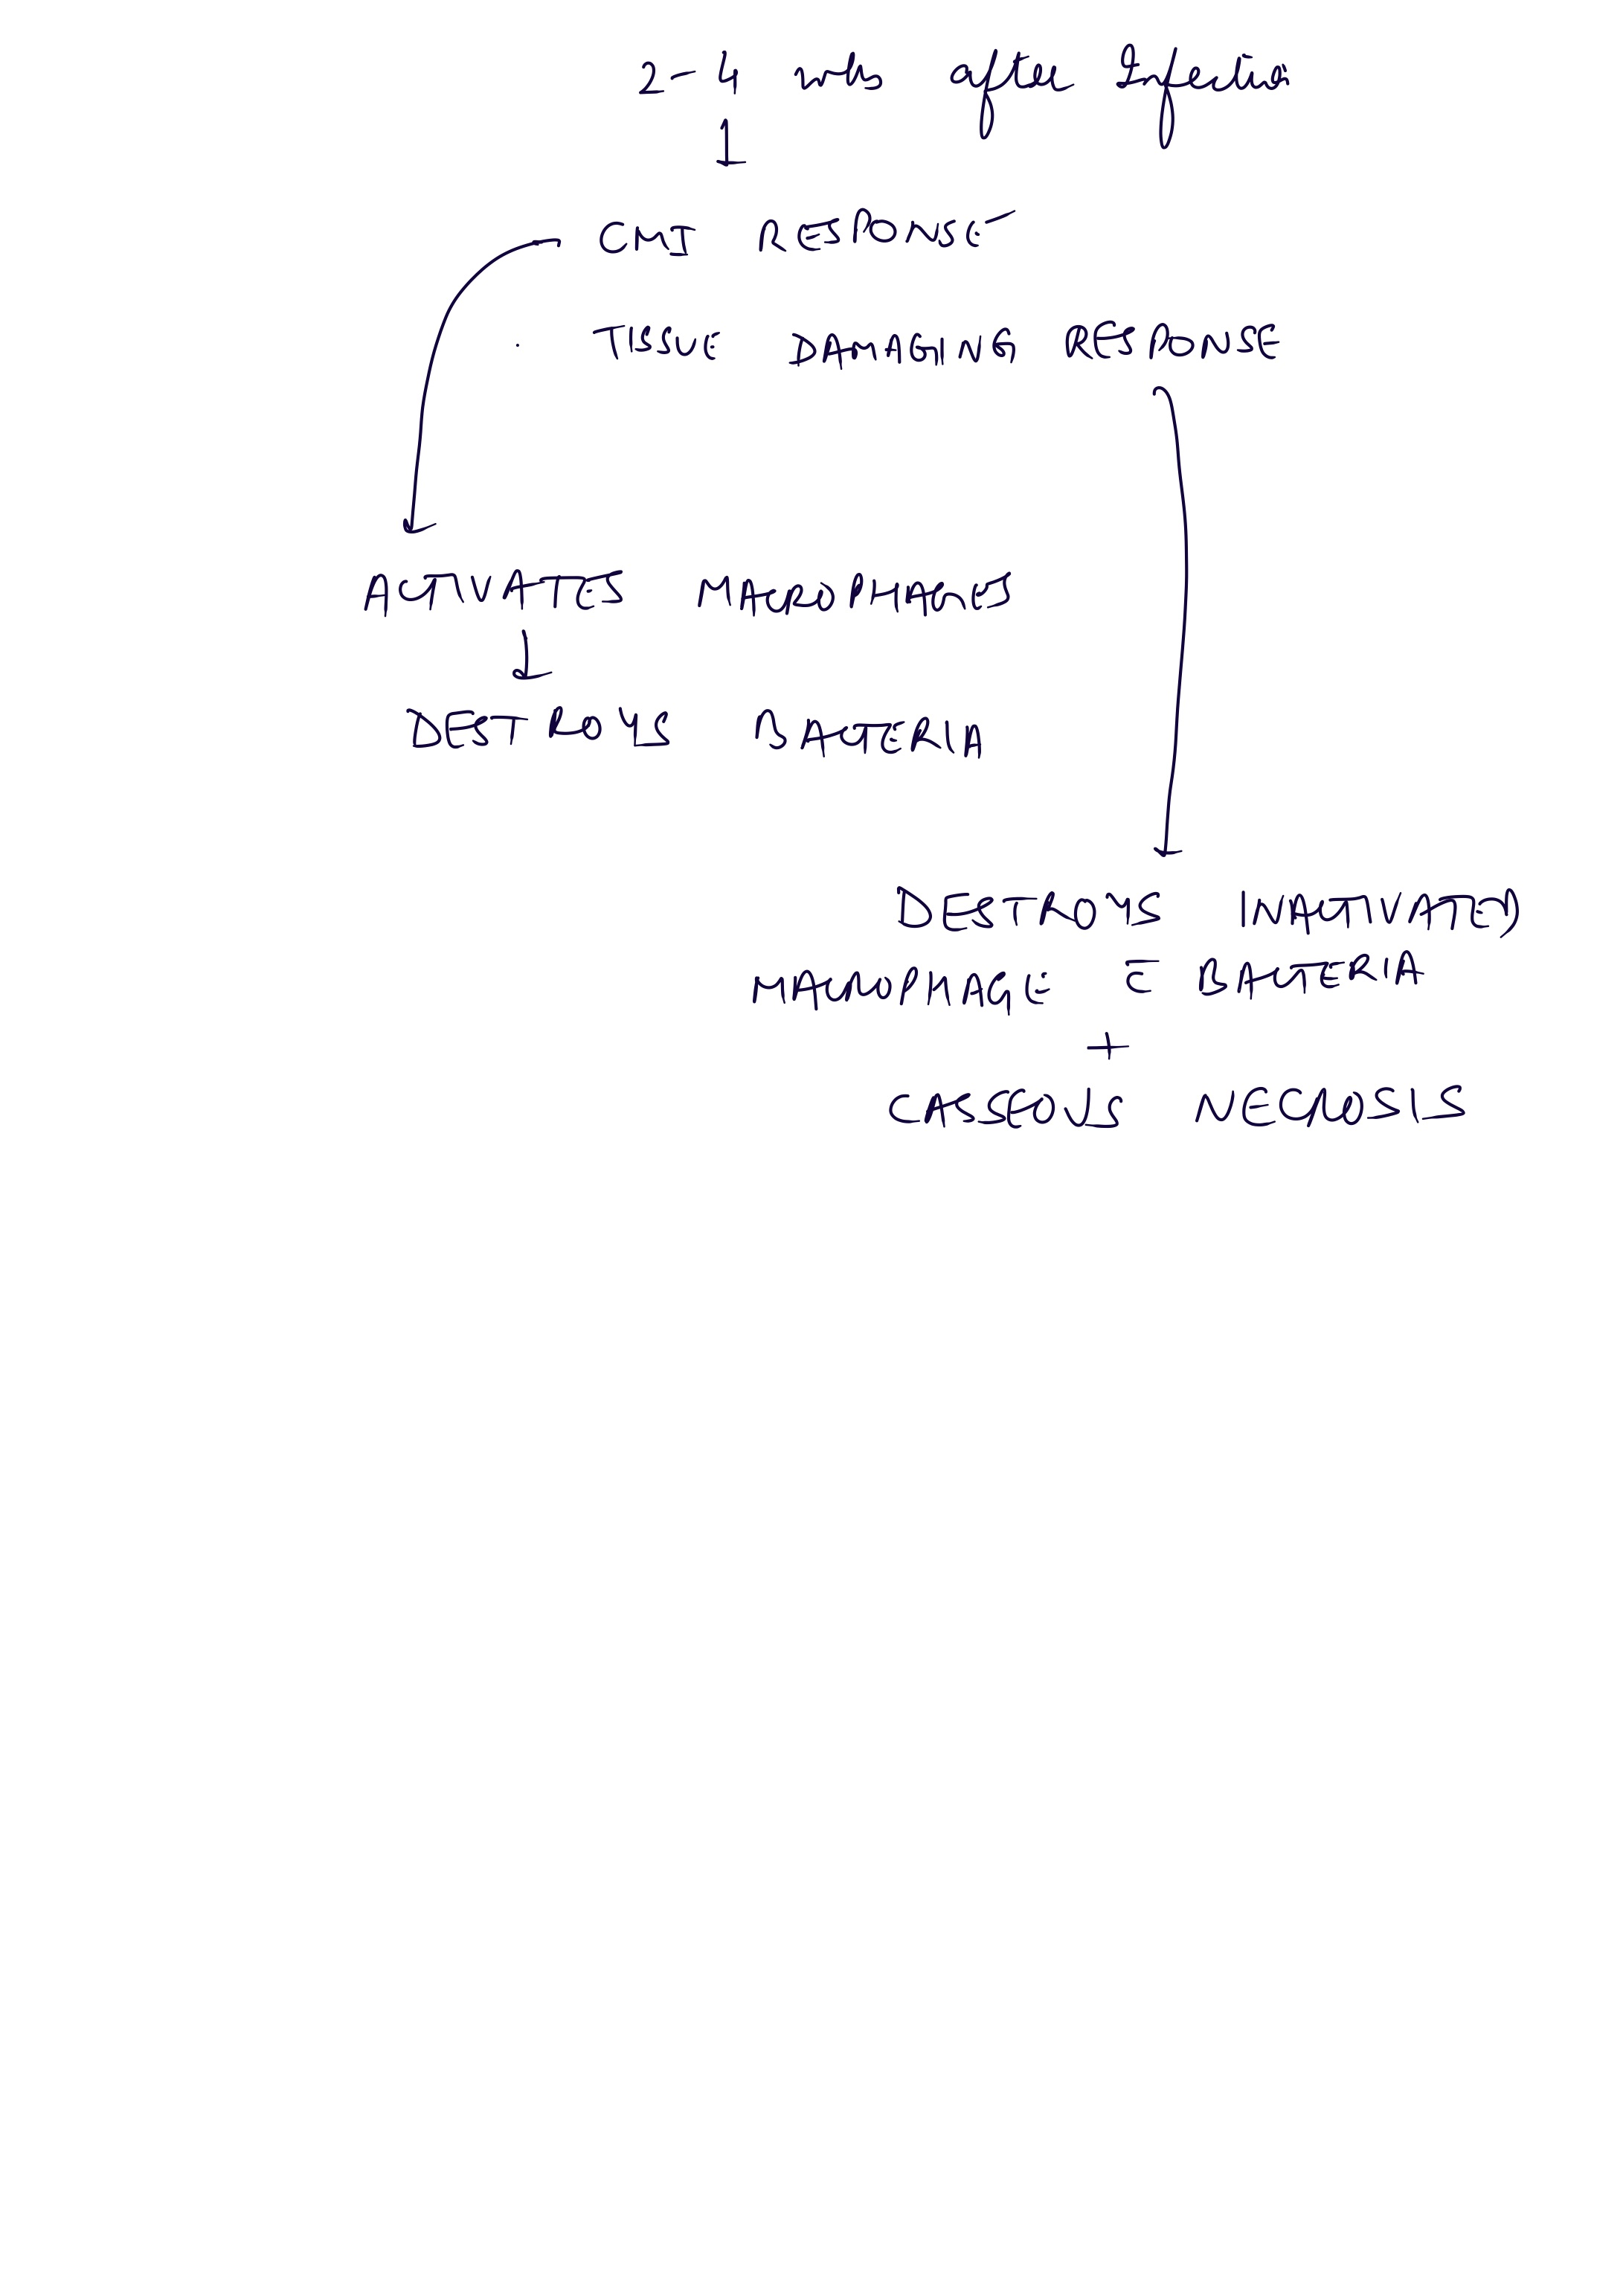 2-4 wks after Infection
CMI RESPONSE
TISSUE DAMAGING RESPONSE
ACTIVATES MACROPHAGES
DESTROYS BACTERIA
DESTROYS INACTIVATED
MACROPHAGE c̄ BACTERIA
+
CASSEOUS NECROSIS